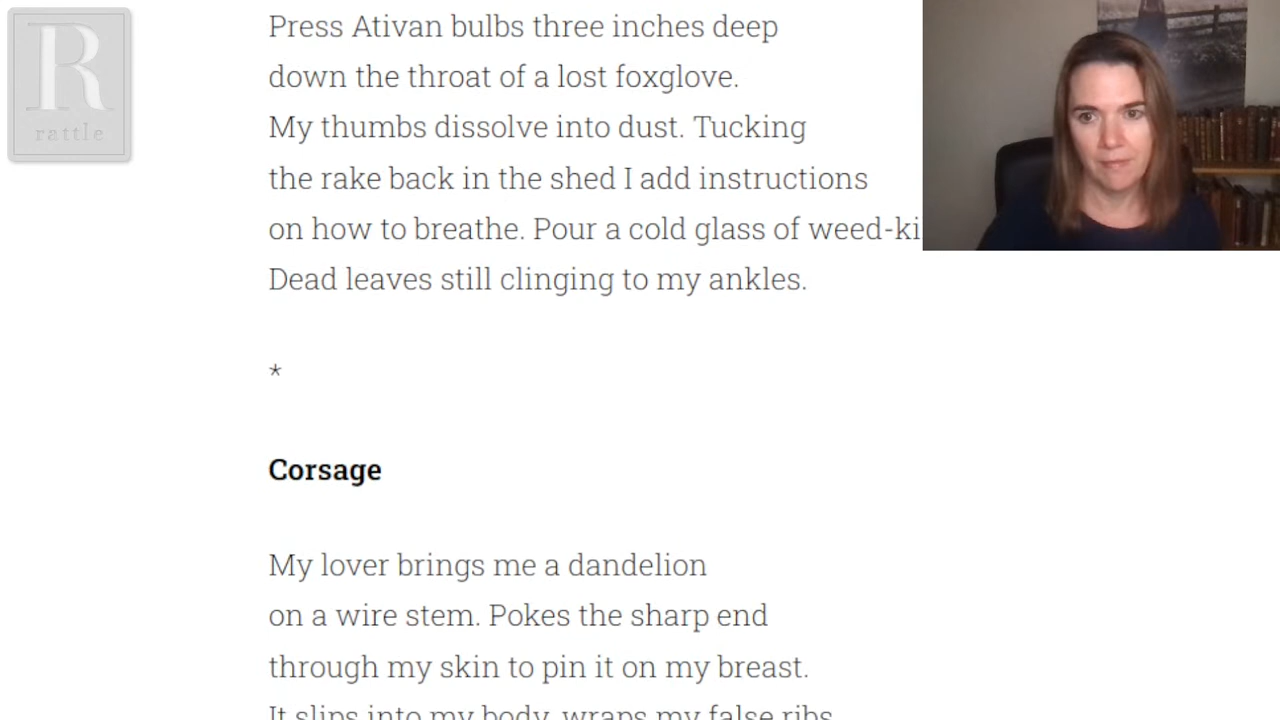 R
rattle
Press Ativan bulbs three inches deep
down the throat of a lost foxglove.
My thumbs dissolve into dust. Tucking
the rake back in the shed I add instructions
on how to breathe. Pour a cold glass of
Dead leaves still clinging to my ankles.
*
Corsage
My lover brings me a dandelion
on a wire stem. Pokes the sharp end
through my skin to pin it on my breast.
It slips into my body, wraps my false ribs